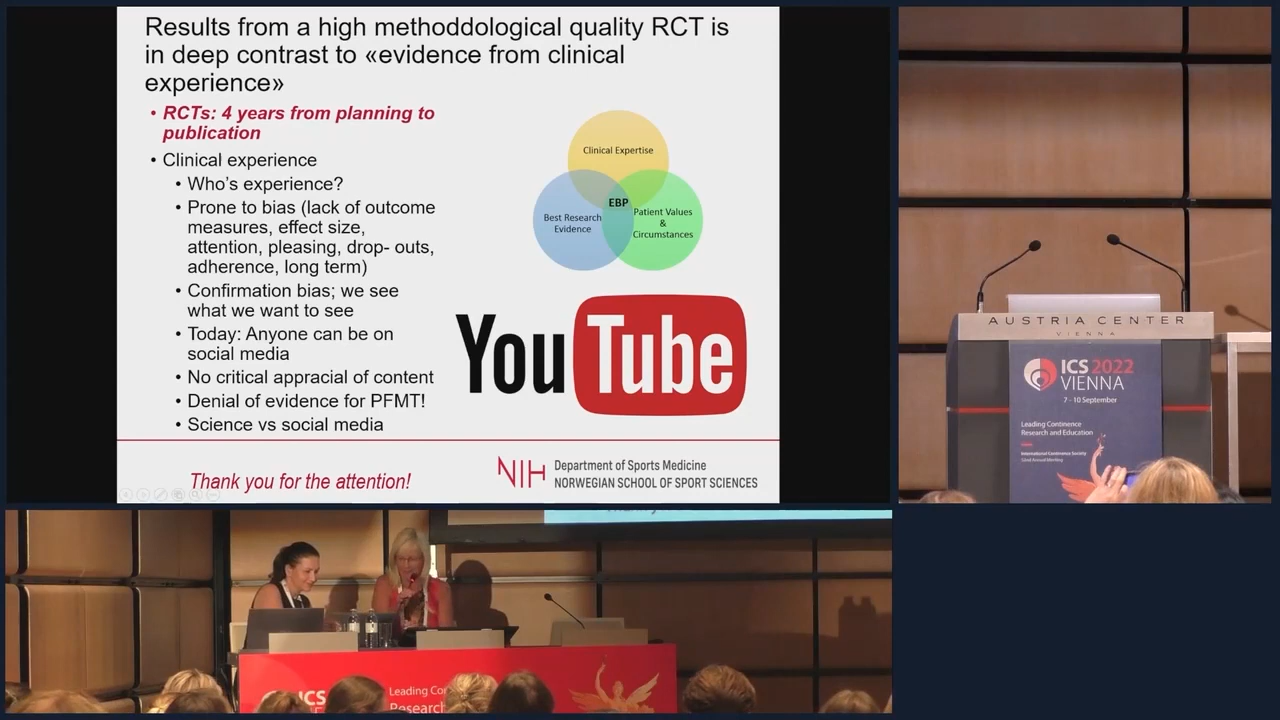 Results from a high methoddological quality RCT is
in deep contrast to «evidence from clinical
experience»
• RCTs: 4 years from planning to
publication
• Clinical experience
• Who's experience?
• Prone to bias (lack of outcome
measures, effect size,
attention, pleasing, drop- outs,
adherence, long term)
• Confirmation bias; we see
what we want to see
• Today: Anyone can be on
social media
• No critical appracial of content
• Denial of evidence for PFMT!
• Science vs social media
Clinical Expertise
EBP
Best Research
Evidence
Patient Values
&
Circumstances
YouTube
Thank you for the attention!
NIH
Department of Sports Medicine
NORWEGIAN SCHOOL OF SPORT SCIENCES
AUSTRIA CENTER
VIENNA
ICS 2022
VIENNA
7 - 10 September
Leading Continence
Research and Education
International Continence Society
52nd Annual Meeting
ICS
Leading Con
Research